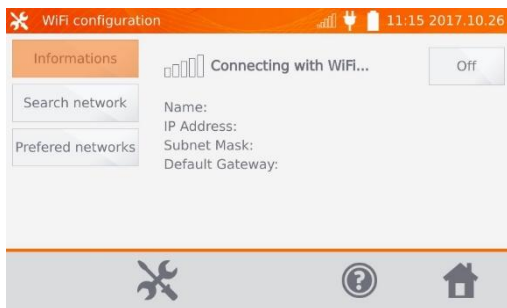 WiFi configuration
11:15 2017.10.26
Informations
Connecting with WiFi...
Off
Search network
Prefered networks
Name:
IP Address:
Subnet Mask:
Default Gateway:
?